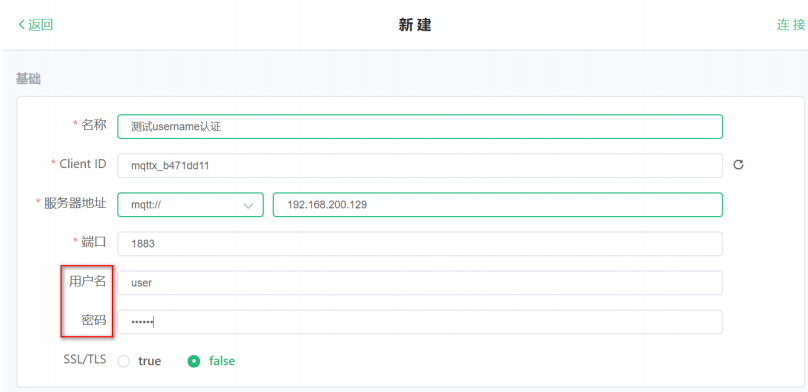 <返回 新建 连接
基础
* 名称 测试username认证
* Client ID mqttx_b471dd11
* 服务器地址 mqtt:// 192.168.200.129
* 端口 1883
用户名 user
密码 ••••••
SSL/TLS true false